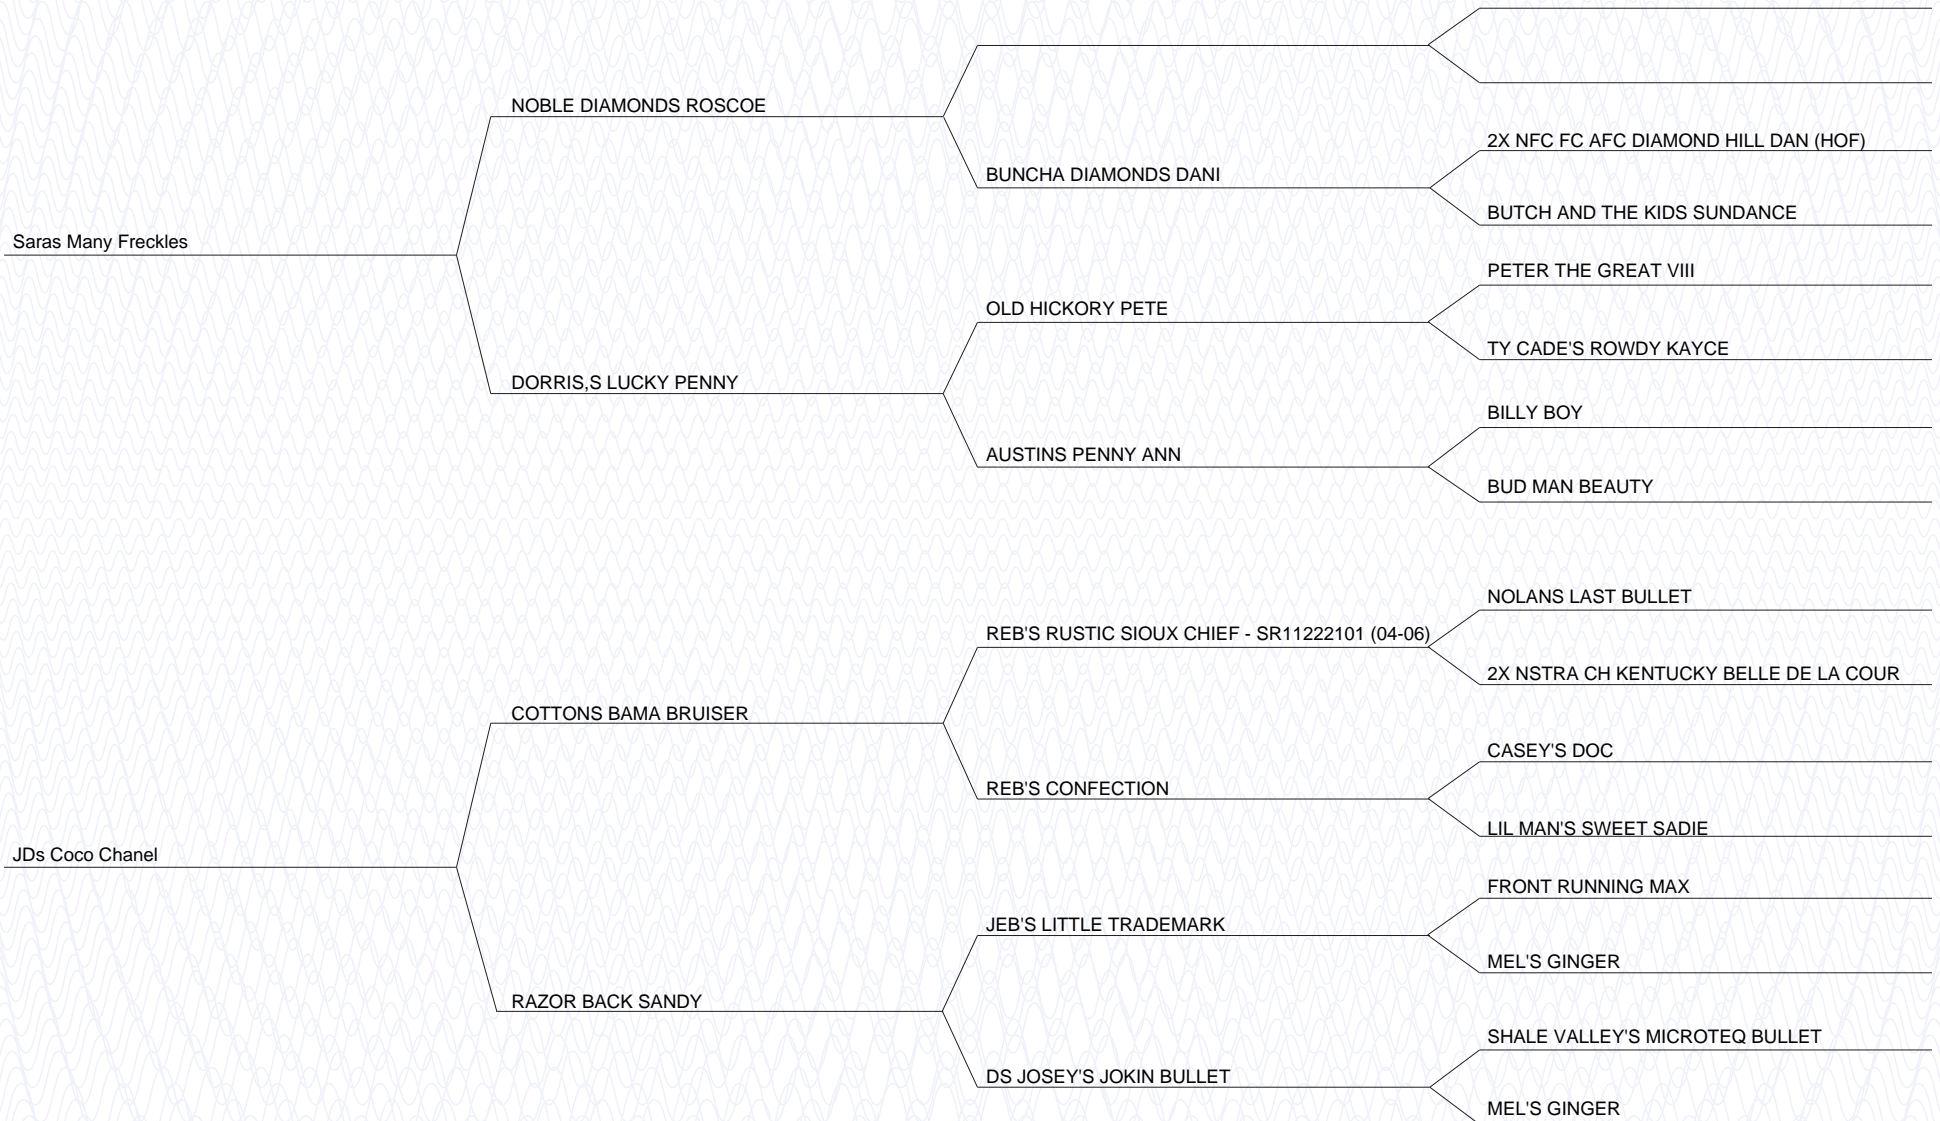 NOBLE DIAMONDS ROSCOE
2X NFC FC AFC DIAMOND HILL DAN (HOF)
BUNCHA DIAMONDS DANI
BUTCH AND THE KIDS SUNDANCE
Saras Many Freckles
PETER THE GREAT VIII
OLD HICKORY PETE
TY CADE'S ROWDY KAYCE
DORRIS,S LUCKY PENNY
BILLY BOY
AUSTINS PENNY ANN
BUD MAN BEAUTY
NOLANS LAST BULLET
REB'S RUSTIC SIOUX CHIEF - SR11222101 (04-06)
2X NSTRA CH KENTUCKY BELLE DE LA COUR
COTTONS BAMA BRUISER
CASEY'S DOC
REB'S CONFECTION
LIL MAN'S SWEET SADIE
JDs Coco Chanel
FRONT RUNNING MAX
JEB'S LITTLE TRADEMARK
MEL'S GINGER
RAZOR BACK SANDY
SHALE VALLEY'S MICROTEQ BULLET
DS JOSEY'S JOKIN BULLET
MEL'S GINGER